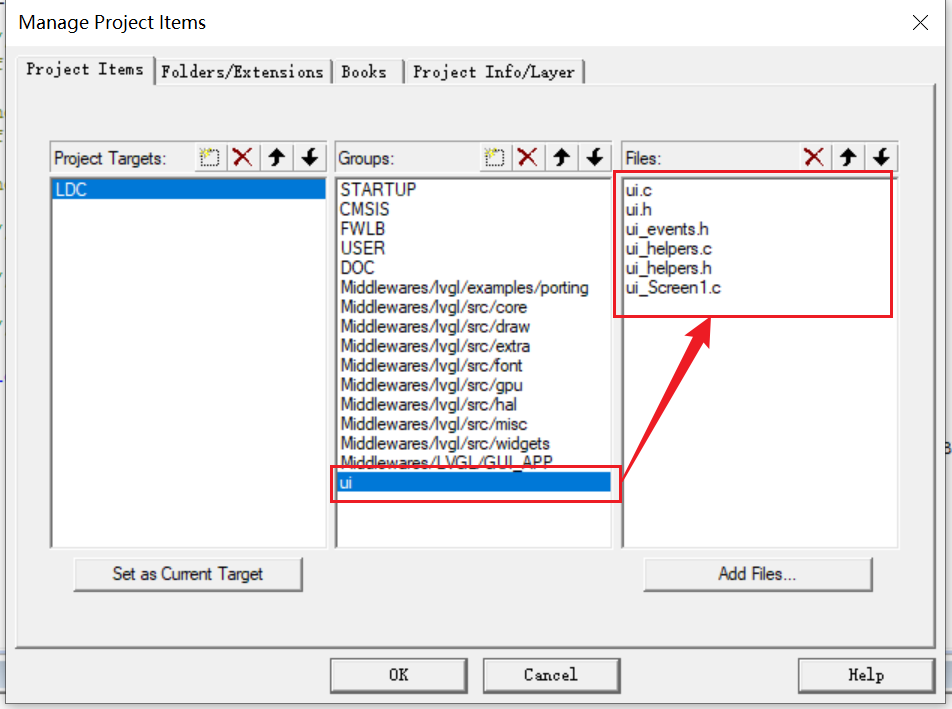 Manage Project Items
Project Items
Folders/Extensions
Books
Project Info/Layer
Project Targets:
LDC
Set as Current Target
Groups:
STARTUP
CMSIS
FWLB
USER
DOC
Middlewares/lvgl/examples/porting
Middlewares/lvgl/src/core
Middlewares/lvgl/src/draw
Middlewares/lvgl/src/extra
Middlewares/lvgl/src/font
Middlewares/lvgl/src/gpu
Middlewares/lvgl/src/hal
Middlewares/lvgl/src/misc
Middlewares/lvgl/src/widgets
Middlewares/LVGL/GUI_APP
ui
Files:
ui.c
ui.h
ui_events.h
ui_helpers.c
ui_helpers.h
ui_Screen1.c
Add Files...
OK
Cancel
Help